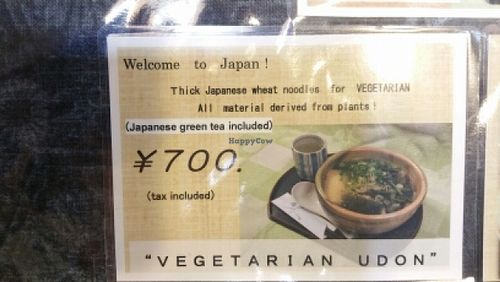 Welcome to Japan !
Thick Japanese wheat noodles for VEGETARIAN
All material derived from plants !
(Japanese green tea included)
HappyCow
¥700.
(tax included)
“VEGETARIAN UDON”